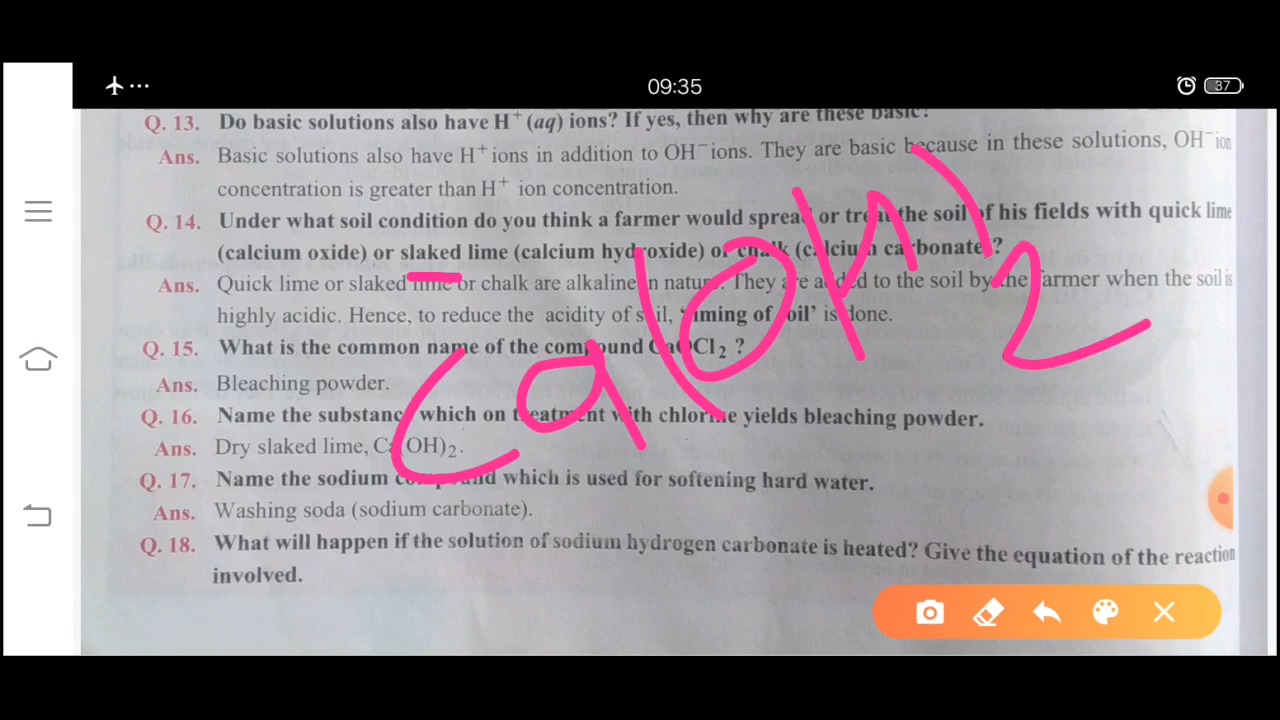 09:35
37
Q. 13. Do basic solutions also have H⁺ (aq) ions? If yes, then why are these basic?
Ans. Basic solutions also have H⁺ ions in addition to OH⁻ ions. They are basic because in these solutions, OH⁻ ion
concentration is greater than H⁺ ion concentration.
Q. 14. Under what soil condition do you think a farmer would spread or treat the soil of his fields with quick lime
(calcium oxide) or slaked lime (calcium hydroxide) or chalk (calcium carbonate)?
Ans. Quick lime or slaked lime or chalk are alkaline in nature. They are added to the soil by the farmer when the soil is
highly acidic. Hence, to reduce the acidity of soil, 'liming of soil' is done.
Q. 15. What is the common name of the compound CaOCl₂ ?
Ans. Bleaching powder.
Q. 16. Name the substance which on treatment with chlorine yields bleaching powder.
Ans. Dry slaked lime, Ca(OH)₂.
Q. 17. Name the sodium compound which is used for softening hard water.
Ans. Washing soda (sodium carbonate).
Q. 18. What will happen if the solution of sodium hydrogen carbonate is heated? Give the equation of the reaction
involved.
Ca(OH)2